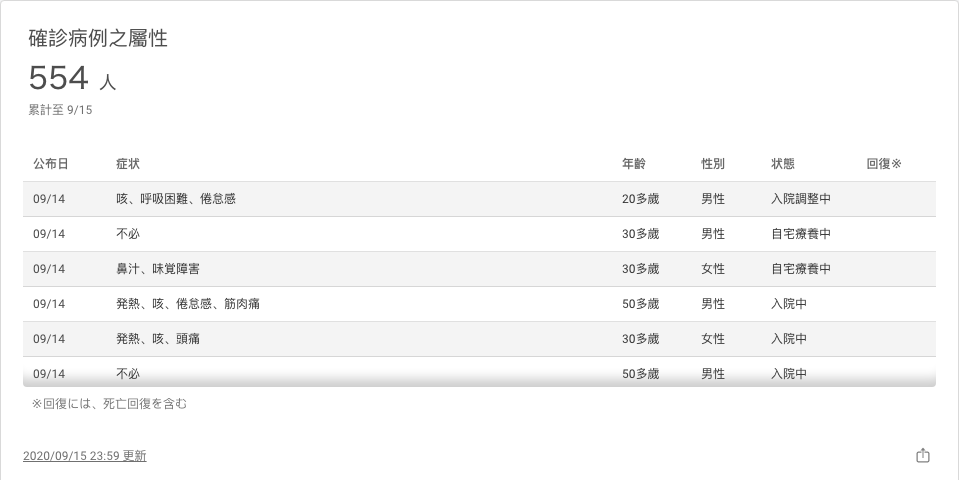 確診病例之屬性
554 人
累計至 9/15
公布日 症状 年齡 性別 状態 回復※
09/14 咳、呼吸困難、倦怠感 20多歲 男性 入院調整中
09/14 不必 30多歲 男性 自宅療養中
09/14 鼻汁、味覚障害 30多歲 女性 自宅療養中
09/14 発熱、咳、倦怠感、筋肉痛 50多歲 男性 入院中
09/14 発熱、咳、頭痛 30多歲 女性 入院中
09/14 不必 50多歲 男性 入院中
※回復には、死亡回復を含む
2020/09/15 23:59 更新